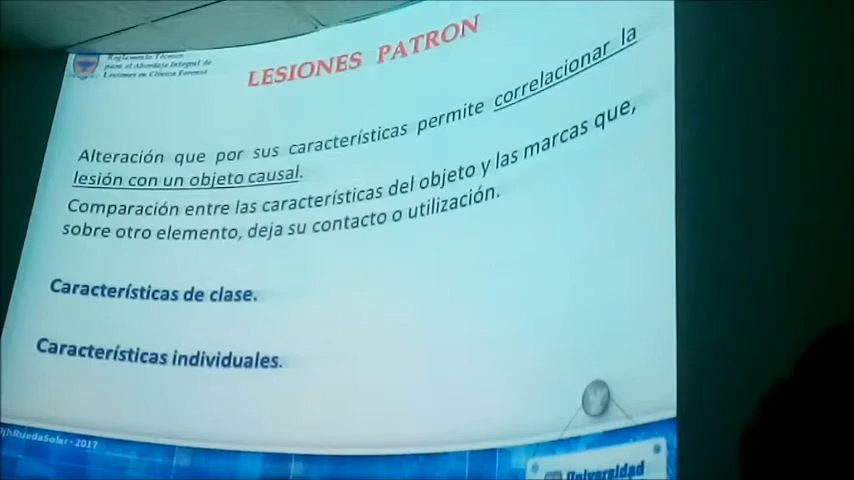 Reglamento Técnico
para el Abordaje Integral de
Lesiones en Clínica Forense
LESIONES PATRON
Alteración que por sus características permite correlacionar la
lesión con un objeto causal.
Comparación entre las características del objeto y las marcas que,
sobre otro elemento, deja su contacto o utilización.
Características de clase.
Características individuales.
- 2017
Universidad